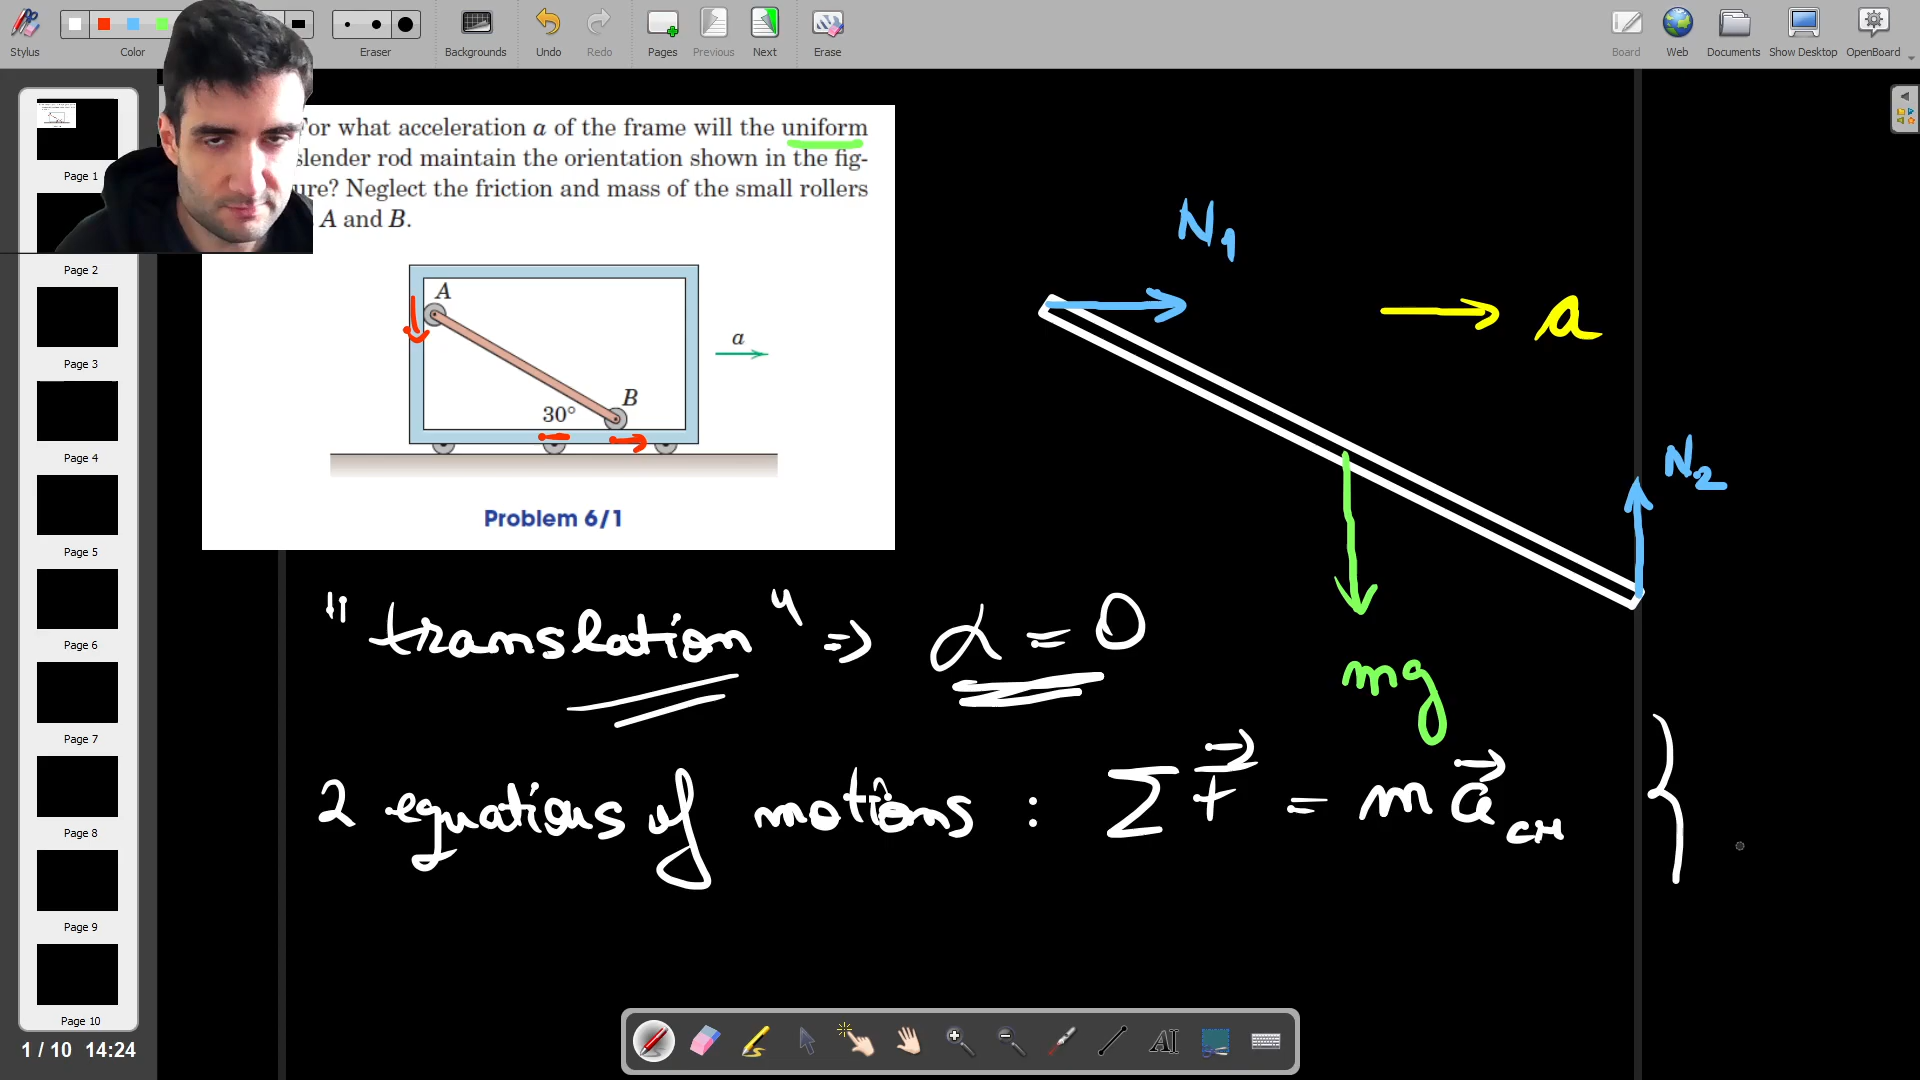 Stylus
Color
Eraser
Backgrounds
Undo
Redo
Pages
Previous
Next
Erase
Board
Web
Documents
Show Desktop
OpenBoard
or what acceleration a of the frame will the uniform
slender rod maintain the orientation shown in the fig-
ure? Neglect the friction and mass of the small rollers
A and B.
A
a
B
30°
Problem 6/1
N1
a
N2
mg
"translation" => α = 0
2 equations of motions : ∑ F = m a cm
Page 1
Page 2
Page 3
Page 4
Page 5
Page 6
Page 7
Page 8
Page 9
Page 10
1 / 10 14:24